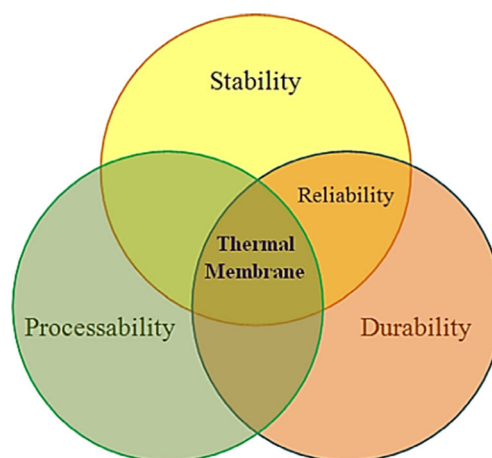 Stability
Reliability
Thermal
Membrane
Processability
Durability